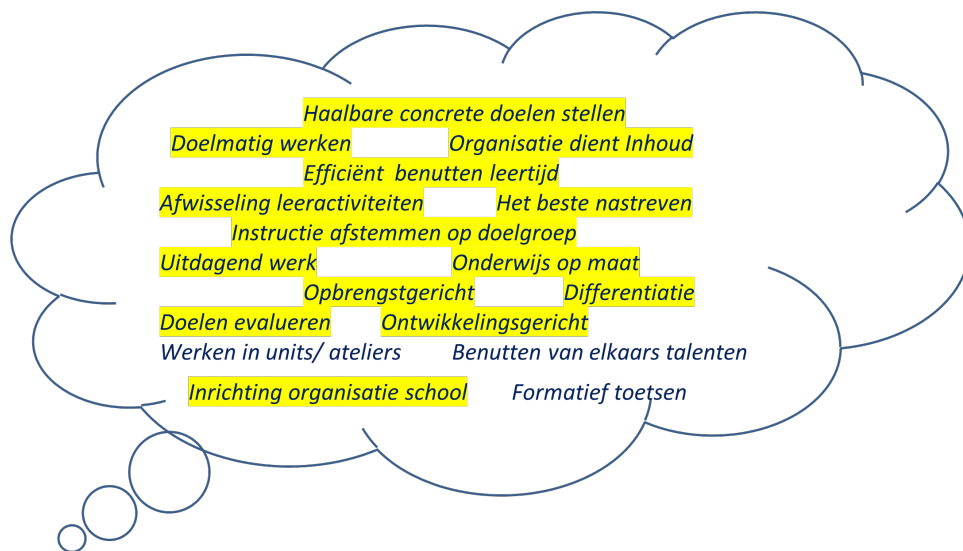 Haalbare concrete doelen stellen
Doelmatig werken Organisatie dient Inhoud
Efficiënt benutten leertijd
Afwisseling leeractiviteiten Het beste nastreven
Instructie afstemmen op doelgroep
Uitdagend werk Onderwijs op maat
Opbrengstgericht Differentiatie
Doelen evalueren Ontwikkelingsgericht
Werken in units/ ateliers Benutten van elkaars talenten
Inrichting organisatie school Formatief toetsen